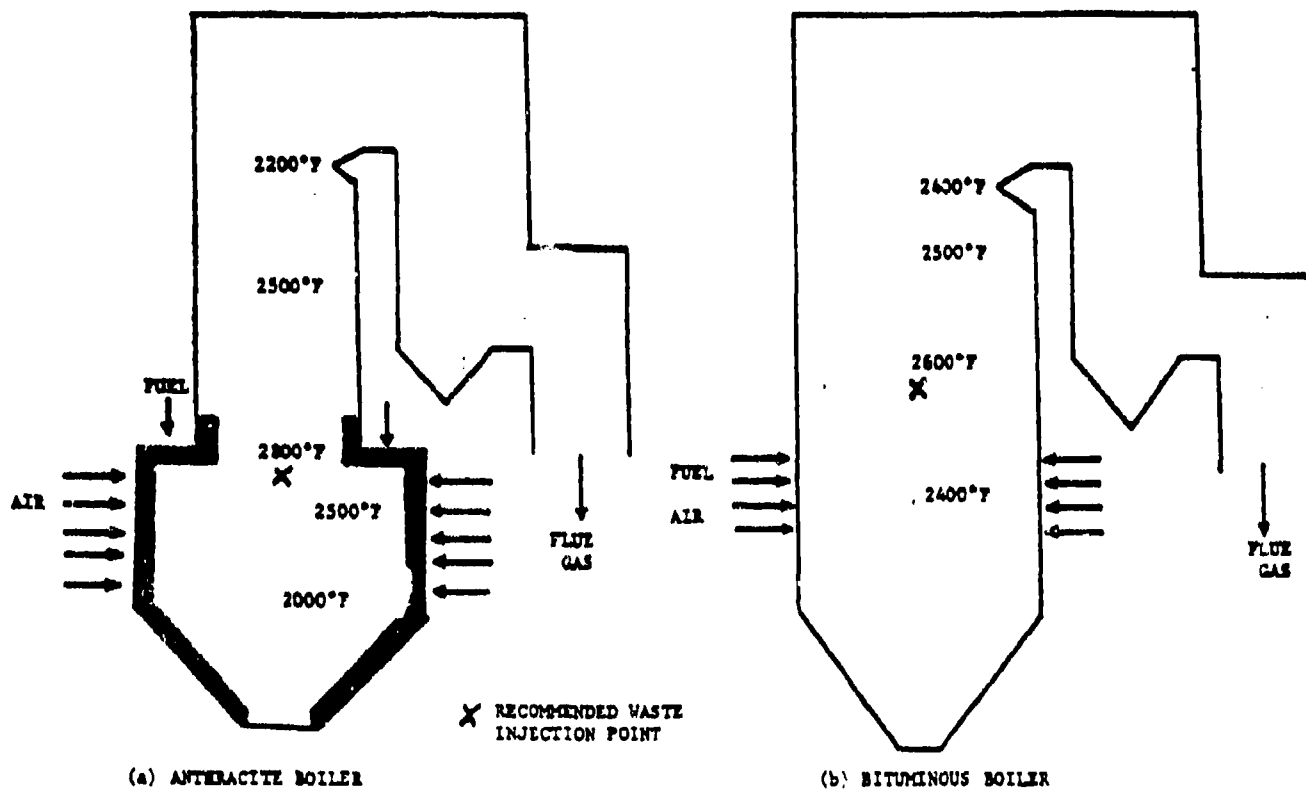 2200°F
2500°F
FUEL
2800°F
AIR
2500°F
2000°F
FLUE
GAS
X RECOMMENDED WASTE
INJECTION POINT
(a) ANTHRACITE BOILER
2400°F
2500°F
2600°F
FUEL
AIR
2400°F
FLUE
GAS
(b) BITUMINOUS BOILER